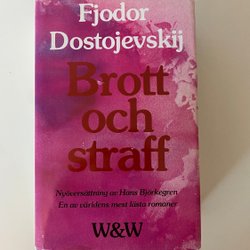 Fjodor
Dostojevskij
Brott
och
straff
Nyöversättning av Hans Björkegren
En av världens mest lästa romaner
W&W